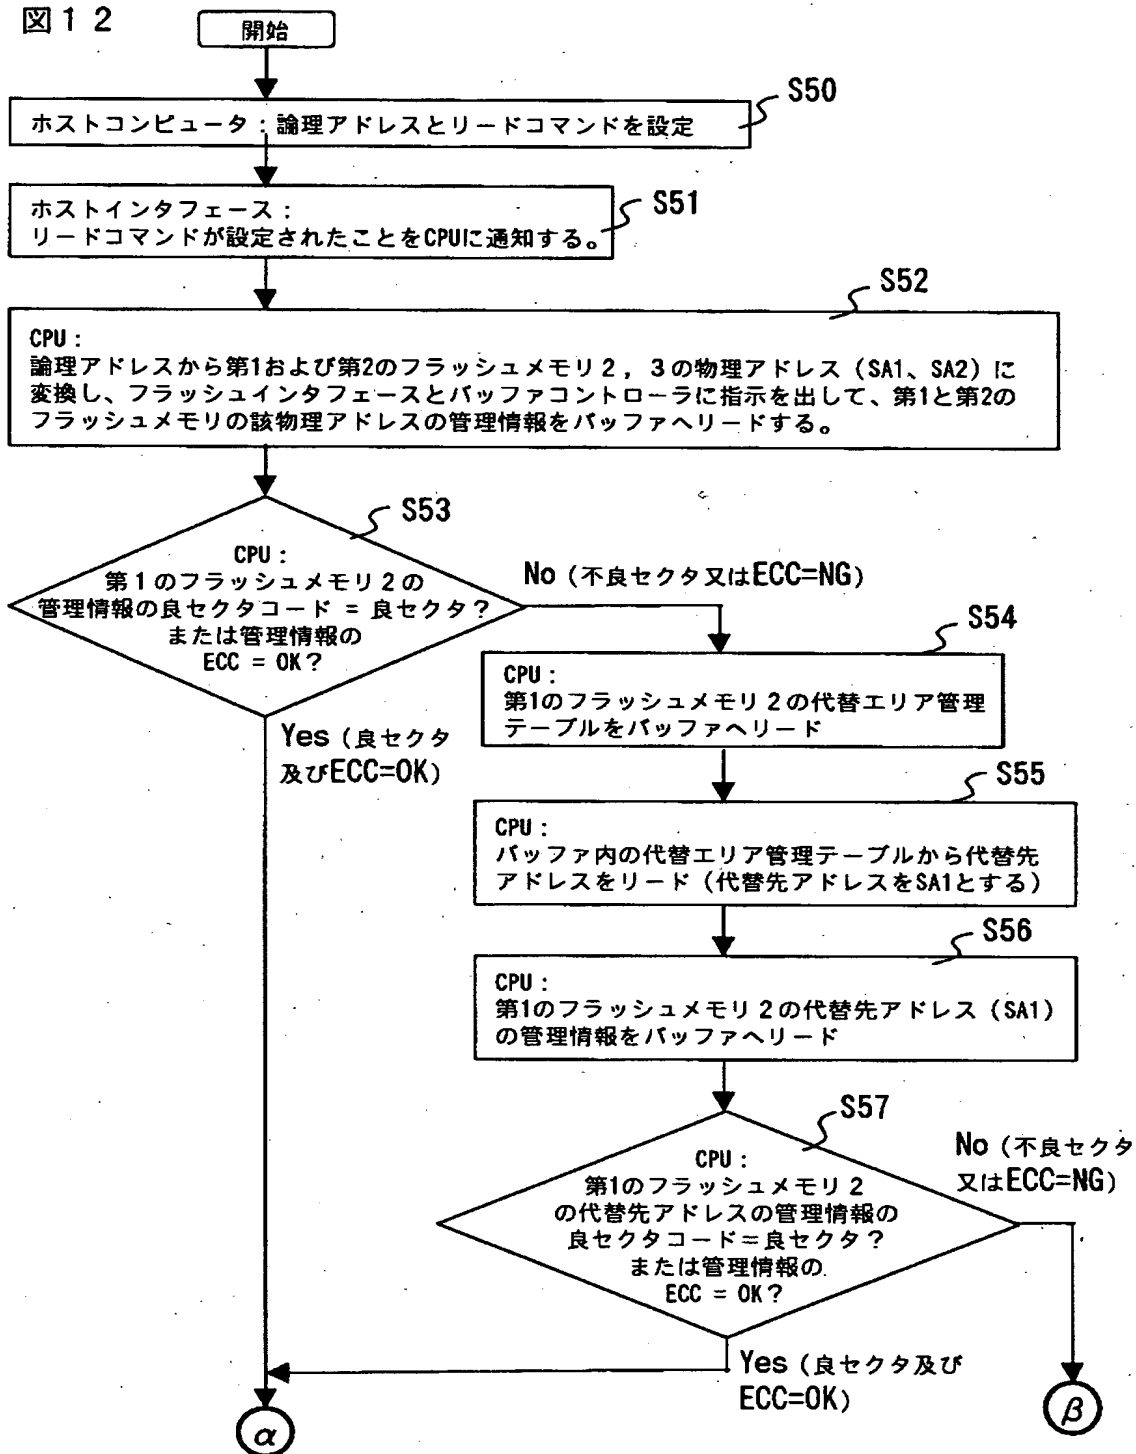 図12
開始
S50
ホストコンピュータ:論理アドレスとリードコマンドを設定
S51
ホストインタフェース:
リードコマンドが設定されたことをCPUに通知する。
S52
CPU:
論理アドレスから第1および第2のフラッシュメモリ2,3の物理アドレス(SA1、SA2)に
変換し、フラッシュインタフェースとバッファコントローラに指示を出して、第1と第2の
フラッシュメモリの該物理アドレスの管理情報をバッファへリードする。
S53
CPU:
第1のフラッシュメモリ2の
管理情報の良セクタコード = 良セクタ?
または管理情報の
ECC = OK?
No(不良セクタ又はECC=NG)
Yes(良セクタ
及びECC=OK)
S54
CPU:
第1のフラッシュメモリ2の代替エリア管理
テーブルをバッファへリード
S55
CPU:
バッファ内の代替エリア管理テーブルから代替先
アドレスをリード(代替先アドレスをSA1とする)
S56
CPU:
第1のフラッシュメモリ2の代替先アドレス(SA1)
の管理情報をバッファへリード
S57
CPU:
第1のフラッシュメモリ2
の代替先アドレスの管理情報の
良セクタコード=良セクタ?
または管理情報の
ECC = OK?
No(不良セクタ
又はECC=NG)
Yes(良セクタ及び
ECC=OK)
α
β